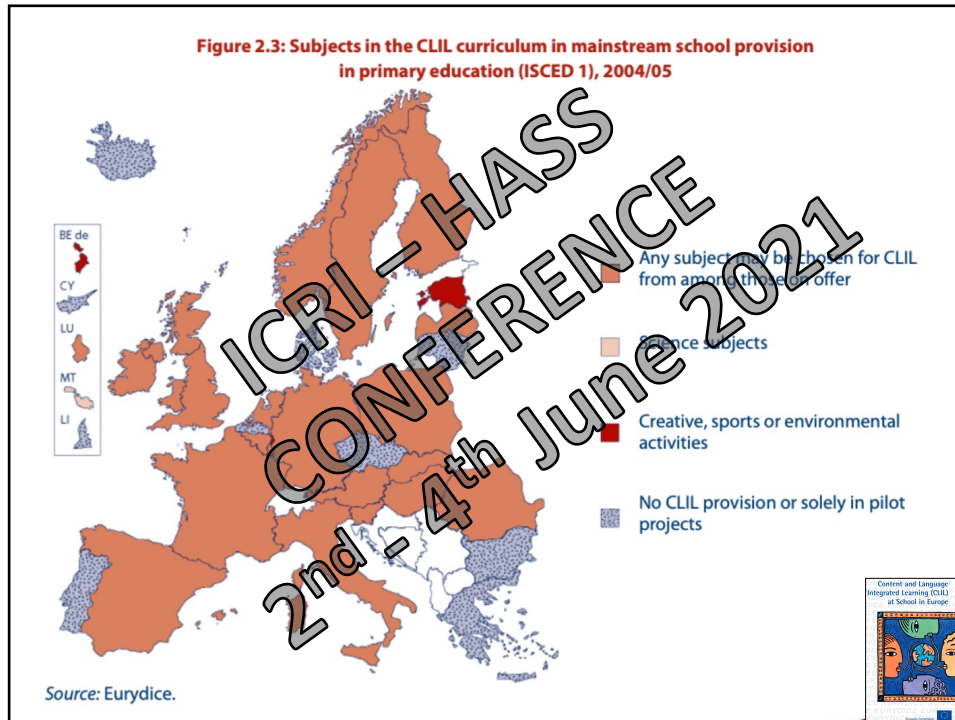 Figure 2.3: Subjects in the CLIL curriculum in mainstream school provision
in primary education (ISCED 1), 2004/05
BE de
CY
LU
MT
LI
Any subject may be chosen for CLIL
from among those on offer
Science subjects
Creative, sports or environmental
activities
No CLIL provision or solely in pilot
projects
ICRI – HASS
CONFERENCE
2nd - 4th June 2021
Content and Language
Integrated Learning (CLIL)
at School in Europe
Source: Eurydice.